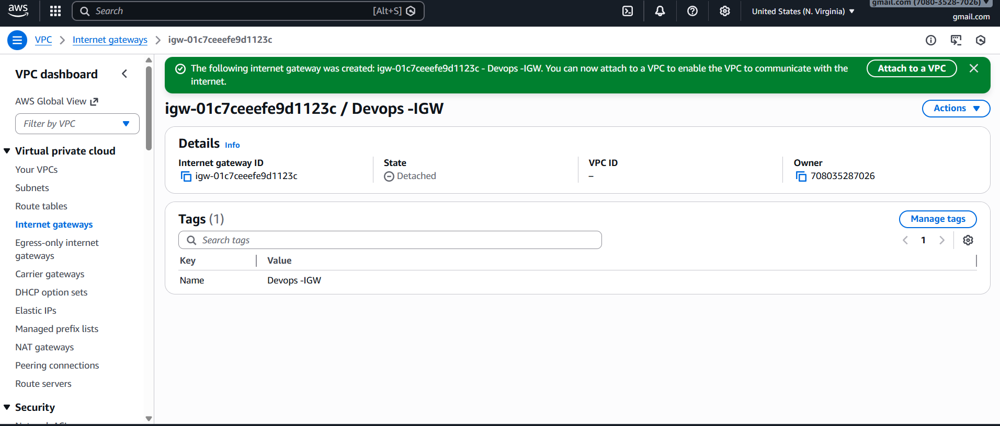 aws
Search [Alt+S]
United States (N. Virginia)
gmail.com (7080-3528-7026)
gmail.com
VPC
Internet gateways
igw-01c7ceeefe9d1123c
VPC dashboard
AWS Global View
Filter by VPC
Virtual private cloud
Your VPCs
Subnets
Route tables
Internet gateways
Egress-only internet
gateways
Carrier gateways
DHCP option sets
Elastic IPs
Managed prefix lists
NAT gateways
Peering connections
Route servers
Security
The following internet gateway was created: igw-01c7ceeefe9d1123c - Devops -IGW. You can now attach to a VPC to enable the VPC to communicate with the
internet.
Attach to a VPC
igw-01c7ceeefe9d1123c / Devops -IGW
Actions
Details Info
Internet gateway ID
igw-01c7ceeefe9d1123c
State
Detached
VPC ID
–
Owner
708035287026
Tags (1)
Manage tags
Search tags
1
Key Value
Name Devops -IGW